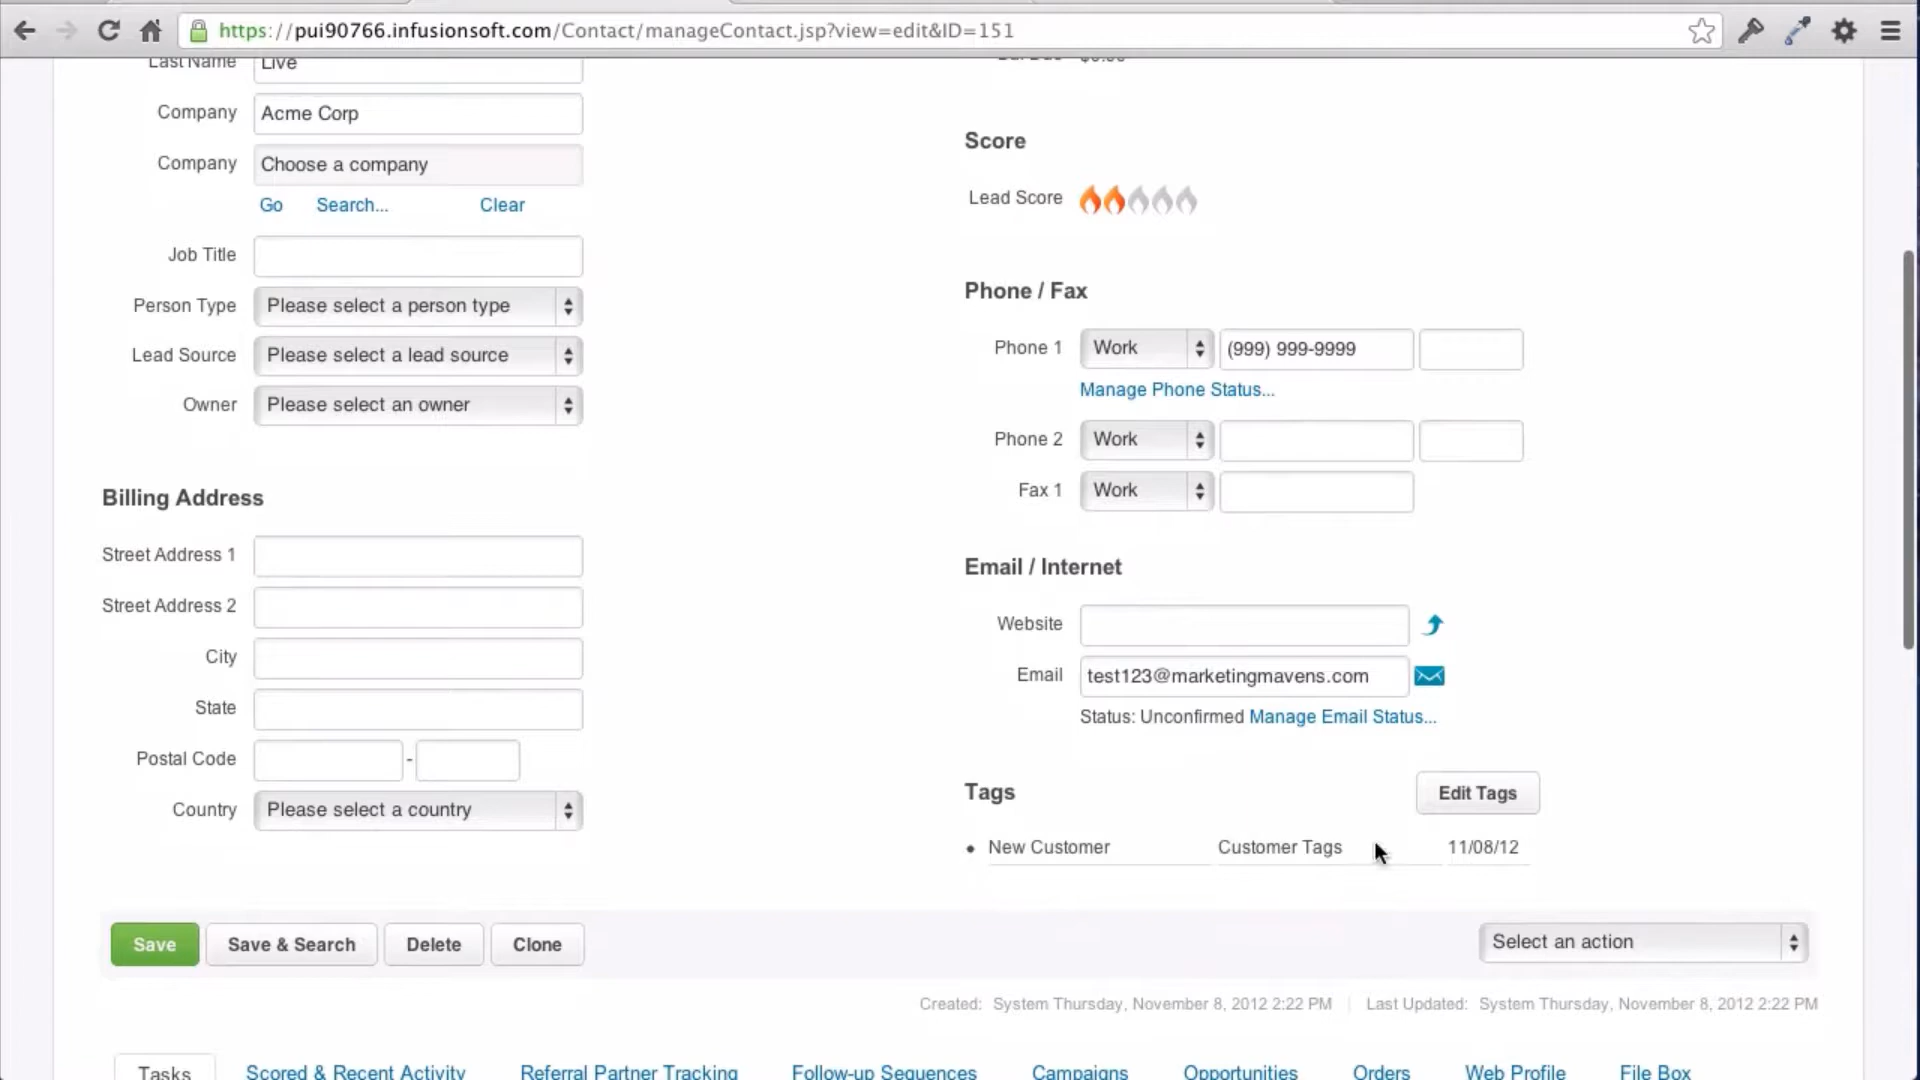 https://pui90766.infusionsoft.com/Contact/manageContact.jsp?view=edit&ID=151
Last Name Live
Company Acme Corp
Company Choose a company
Go Search... Clear
Job Title
Person Type Please select a person type
Lead Source Please select a lead source
Owner Please select an owner
Billing Address
Street Address 1
Street Address 2
City
State
Postal Code -
Country Please select a country
Score
Lead Score
Phone / Fax
Phone 1 Work (999) 999-9999
Manage Phone Status...
Phone 2 Work
Fax 1 Work
Email / Internet
Website
Email test123@marketingmavens.com
Status: Unconfirmed Manage Email Status...
Tags Edit Tags
• New Customer Customer Tags 11/08/12
Save Save & Search Delete Clone Select an action
Created: System Thursday, November 8, 2012 2:22 PM | Last Updated: System Thursday, November 8, 2012 2:22 PM
Tasks Scored & Recent Activity Referral Partner Tracking Follow-up Sequences Campaigns Opportunities Orders Web Profile File Box